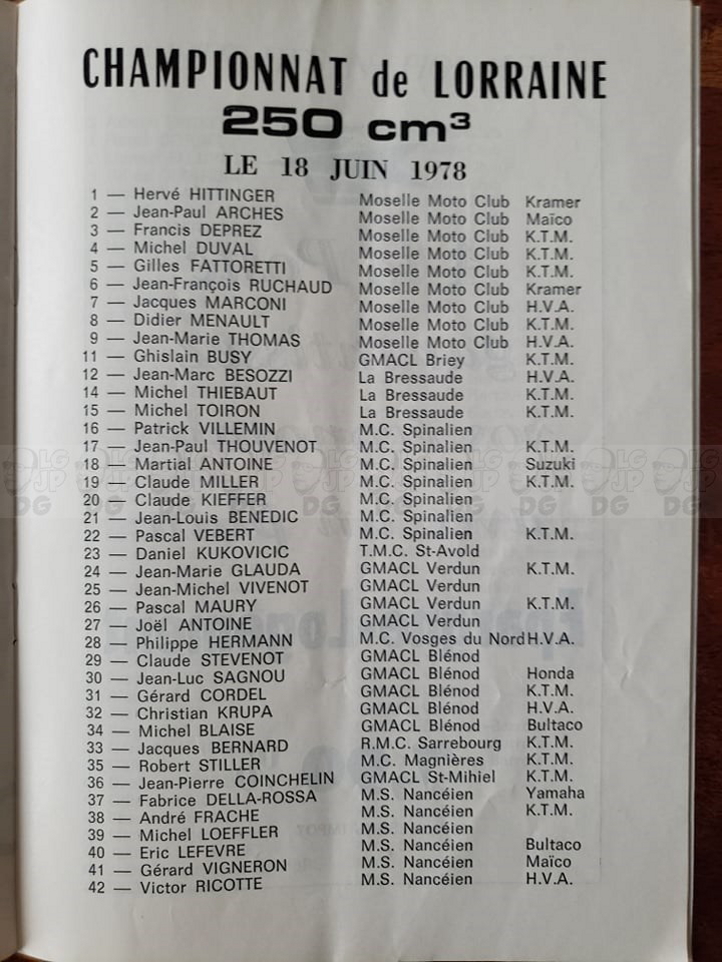 CHAMPIONNAT de LORRAINE
250 cm³
LE 18 JUIN 1978
1 — Hervé HITTINGER Moselle Moto Club Kramer
2 — Jean-Paul ARCHES Moselle Moto Club Maïco
3 — Francis DEPREZ Moselle Moto Club K.T.M.
4 — Michel DUVAL Moselle Moto Club K.T.M.
5 — Gilles FATTORETTI Moselle Moto Club K.T.M.
6 — Jean-François RUCHAUD Moselle Moto Club Kramer
7 — Jacques MARCONI Moselle Moto Club H.V.A.
8 — Didier MENAULT Moselle Moto Club K.T.M.
9 — Jean-Marie THOMAS Moselle Moto Club H.V.A.
11 — Ghislain BUSY GMACL Briey K.T.M.
12 — Jean-Marc BESOZZI La Bressaude H.V.A.
14 — Michel THIEBAUT La Bressaude K.T.M.
15 — Michel TOIRON La Bressaude K.T.M.
16 — Patrick VILLEMIN M.C. Spinalien
17 — Jean-Paul THOUVENOT M.C. Spinalien K.T.M.
18 — Martial ANTOINE M.C. Spinalien Suzuki
19 — Claude MILLER M.C. Spinalien K.T.M.
20 — Claude KIEFFER M.C. Spinalien
21 — Jean-Louis BENEDIC M.C. Spinalien
22 — Pascal VEBERT M.C. Spinalien K.T.M.
23 — Daniel KUKOVICIC T.M.C. St-Avold
24 — Jean-Marie GLAUDA GMACL Verdun K.T.M.
25 — Jean-Michel VIVENOT GMACL Verdun
26 — Pascal MAURY GMACL Verdun K.T.M.
27 — Joël ANTOINE GMACL Verdun
28 — Philippe HERMANN M.C. Vosges du Nord H.V.A.
29 — Claude STEVENOT GMACL Blénod
30 — Jean-Luc SAGNOU GMACL Blénod Honda
31 — Gérard CORDEL GMACL Blénod K.T.M.
32 — Christian KRUPA GMACL Blénod H.V.A.
34 — Michel BLAISE GMACL Blénod Bultaco
33 — Jacques BERNARD R.M.C. Sarrebourg K.T.M.
35 — Robert STILLER M.C. Magnières K.T.M.
36 — Jean-Pierre COINCHELIN GMACL St-Mihiel K.T.M.
37 — Fabrice DELLA-ROSSA M.S. Nancéien Yamaha
38 — André FRACHE M.S. Nancéien K.T.M.
39 — Michel LOEFFLER M.S. Nancéien
40 — Eric LEFEVRE M.S. Nancéien Bultaco
41 — Gérard VIGNERON M.S. Nancéien Maïco
42 — Victor RICOTTE M.S. Nancéien H.V.A.